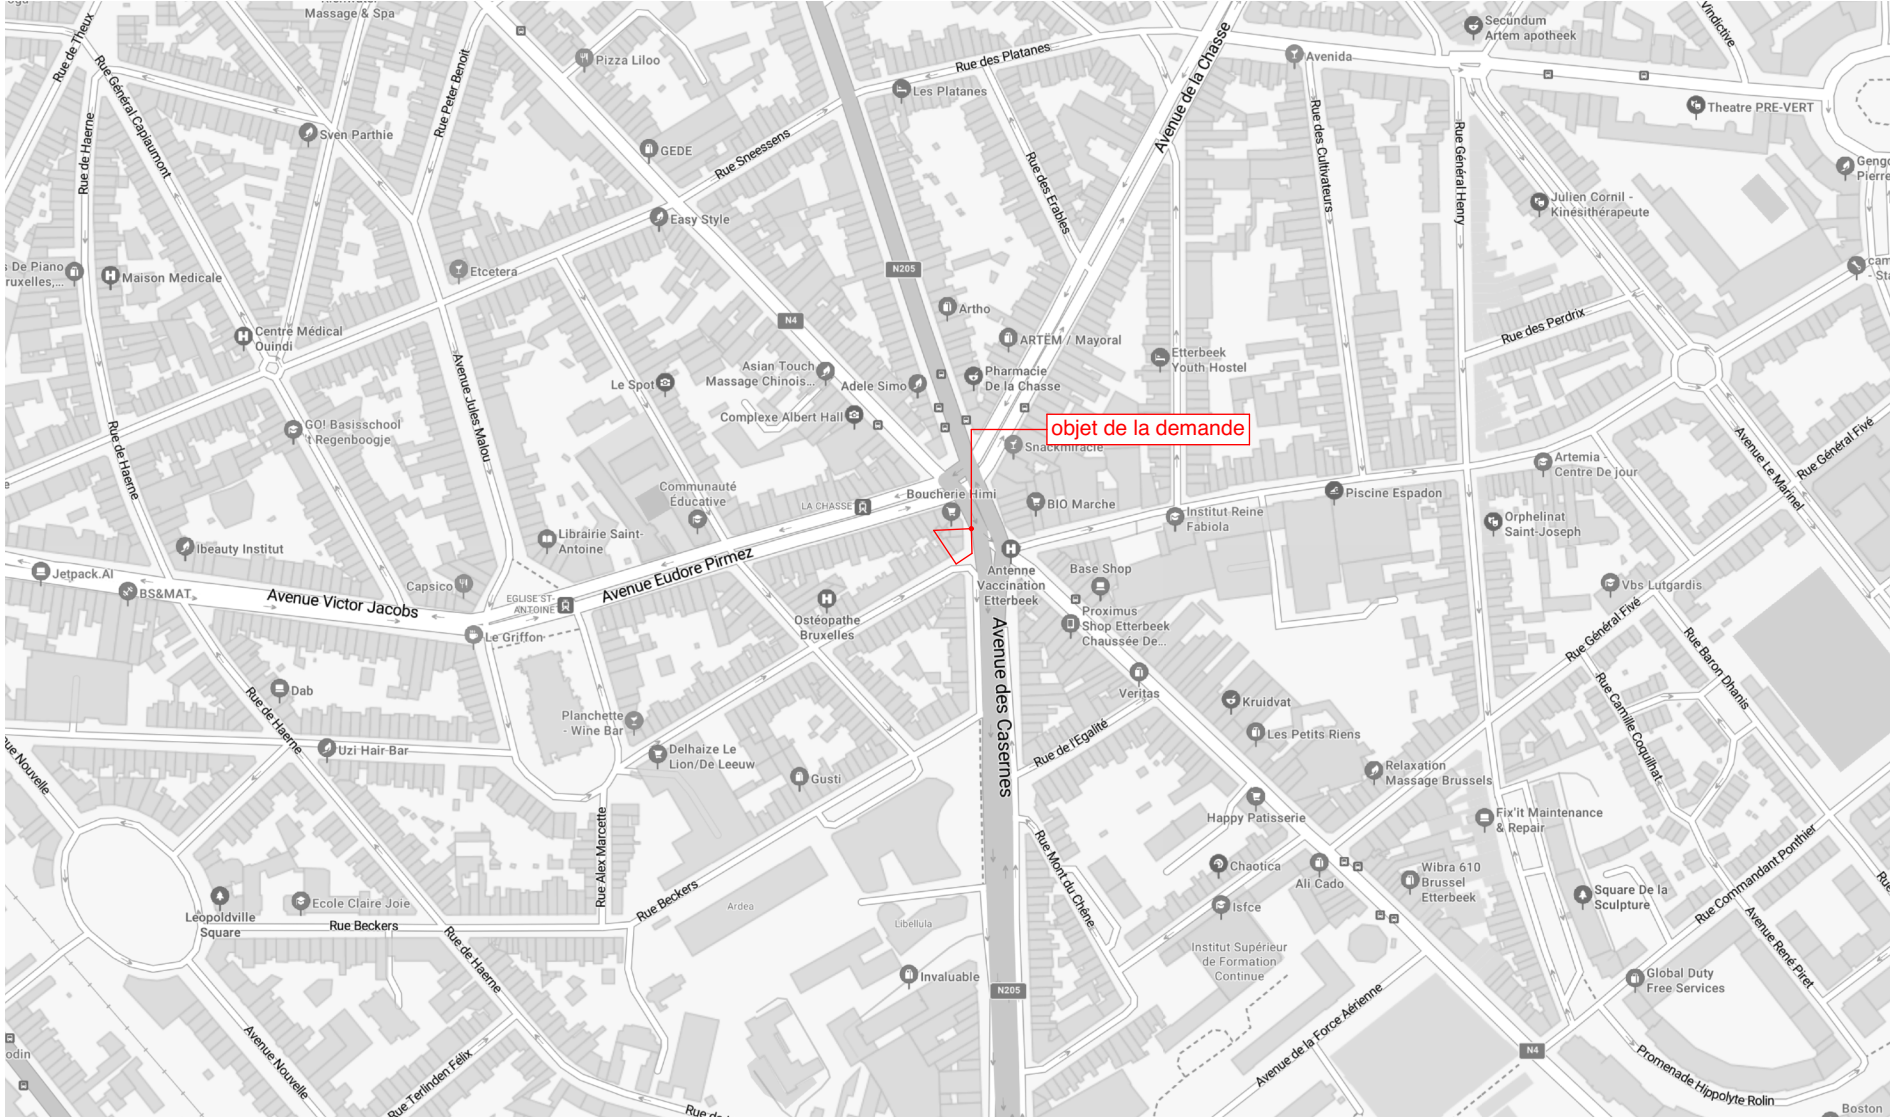 Massage & Spa
Secundum
Artem apotheek
Vindictive
Rue de Theux
Rue Général Capiaumont
Rue Peter Benoit
Pizza Liloo
Rue des Platanes
Avenue de la Chasse
Avenida
Les Platanes
Theatre PRE-VERT
Rue de Haerne
Sven Parthie
GEDE
Rue Sneessens
Rue des Erables
Rue des Cultivateurs
Rue Général Henry
Julien Cornil -
Kinésithérapeute
Easy Style
s De Piano
ruxelles,...
Maison Medicale
Etcetera
N205
Artho
Centre Médical
Ouindi
N4
ARTËM / Mayoral
Rue des Perdrix
Etterbeek
Youth Hostel
Avenue Jules Malou
Le Spot
Asian Touch
Massage Chinois...
Adele Simo
Pharmacie
De la Chasse
Complexe Albert Hall
objet de la demande
Snackmiracle
GO! Basisschool
't Regenboogje
Rue de Haerne
Avenue Le Marinel
Rue Général Fivé
Artemia -
Centre De jour
Communauté
Éducative
LA CHASSE
Boucherie Himi
BIO Marche
Piscine Espadon
Institut Reine
Fabiola
Orphelinat
Saint-Joseph
Librairie Saint-
Antoine
Ibeauty Institut
Jetpack.AI
BS&MAT
Capsico
Avenue Victor Jacobs
EGLISE ST-
ANTOINE
Avenue Eudore Pirmez
Antenne
Vaccination
Etterbeek
Base Shop
Vbs Lutgardis
Ostéopathe
Bruxelles
Proximus
Shop Etterbeek
Chaussée De...
Le Griffon
Avenue des Casernes
Rue Général Fivé
Rue Baron Dhanis
Dab
Veritas
Kruidvat
Rue Camille Coquilhat
Planchette
- Wine Bar
Rue de Haerne
Uzi Hair Bar
Delhaize Le
Lion/De Leeuw
Gusti
Rue de l'Egalité
Les Petits Riens
Relaxation
Massage Brussels
Rue Nouvelle
Happy Patisserie
Fix'it Maintenance
& Repair
Rue Alex Marcette
Rue Mont du Chêne
Chaotica
Ali Cado
Wibra 610
Brussel
Etterbeek
Rue Commandant Ponthier
Square De la
Sculpture
Leopoldville
Square
Ecole Claire Joie
Rue Beckers
Rue Beckers
Ardea
Libellula
Isfce
Avenue René Piret
Rue de Haerne
Institut Supérieur
de Formation
Continue
Invaluable
N205
Global Duty
Free Services
Avenue de la Force Aérienne
N4
Avenue Nouvelle
Rue Terlinden Félix
Promenade Hippolyte Rolin
Boston